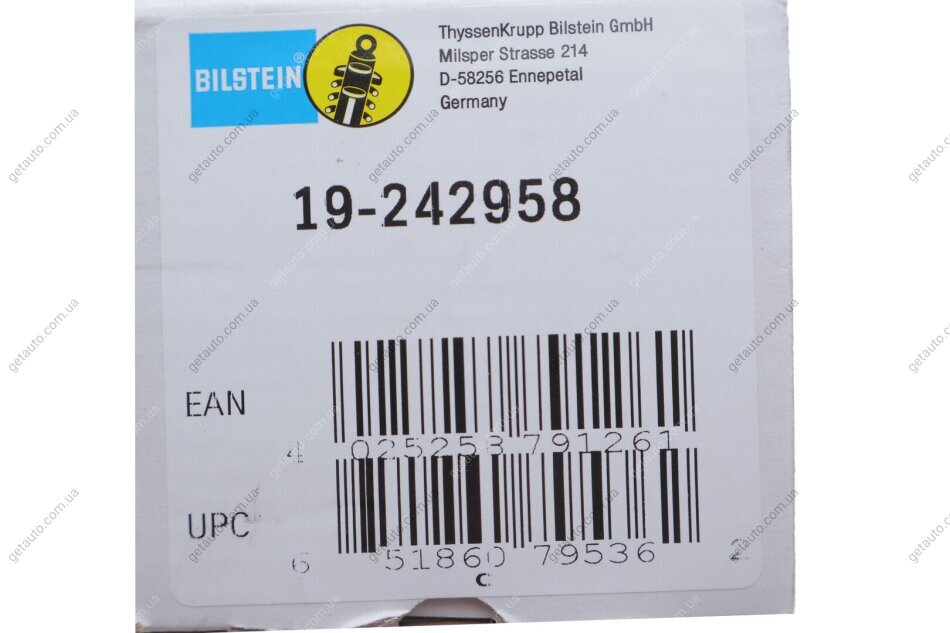 BILSTEIN®
ThyssenKrupp Bilstein GmbH
Milsper Strasse 214
D-58256 Ennepetal
Germany
19-242958
EAN
4 025258 791261
UPC
6 51860 79536 2
C
getauto.com.ua